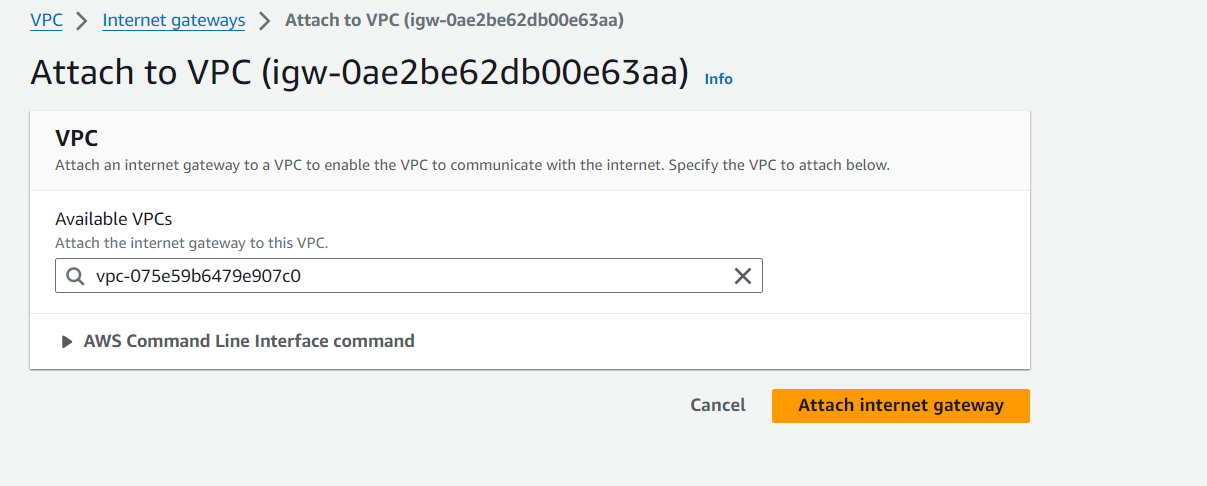 VPC > Internet gateways > Attach to VPC (igw-0ae2be62db00e63aa)
Attach to VPC (igw-0ae2be62db00e63aa) Info
VPC
Attach an internet gateway to a VPC to enable the VPC to communicate with the internet. Specify the VPC to attach below.
Available VPCs
Attach the internet gateway to this VPC.
vpc-075e59b6479e907c0
AWS Command Line Interface command
Cancel Attach internet gateway